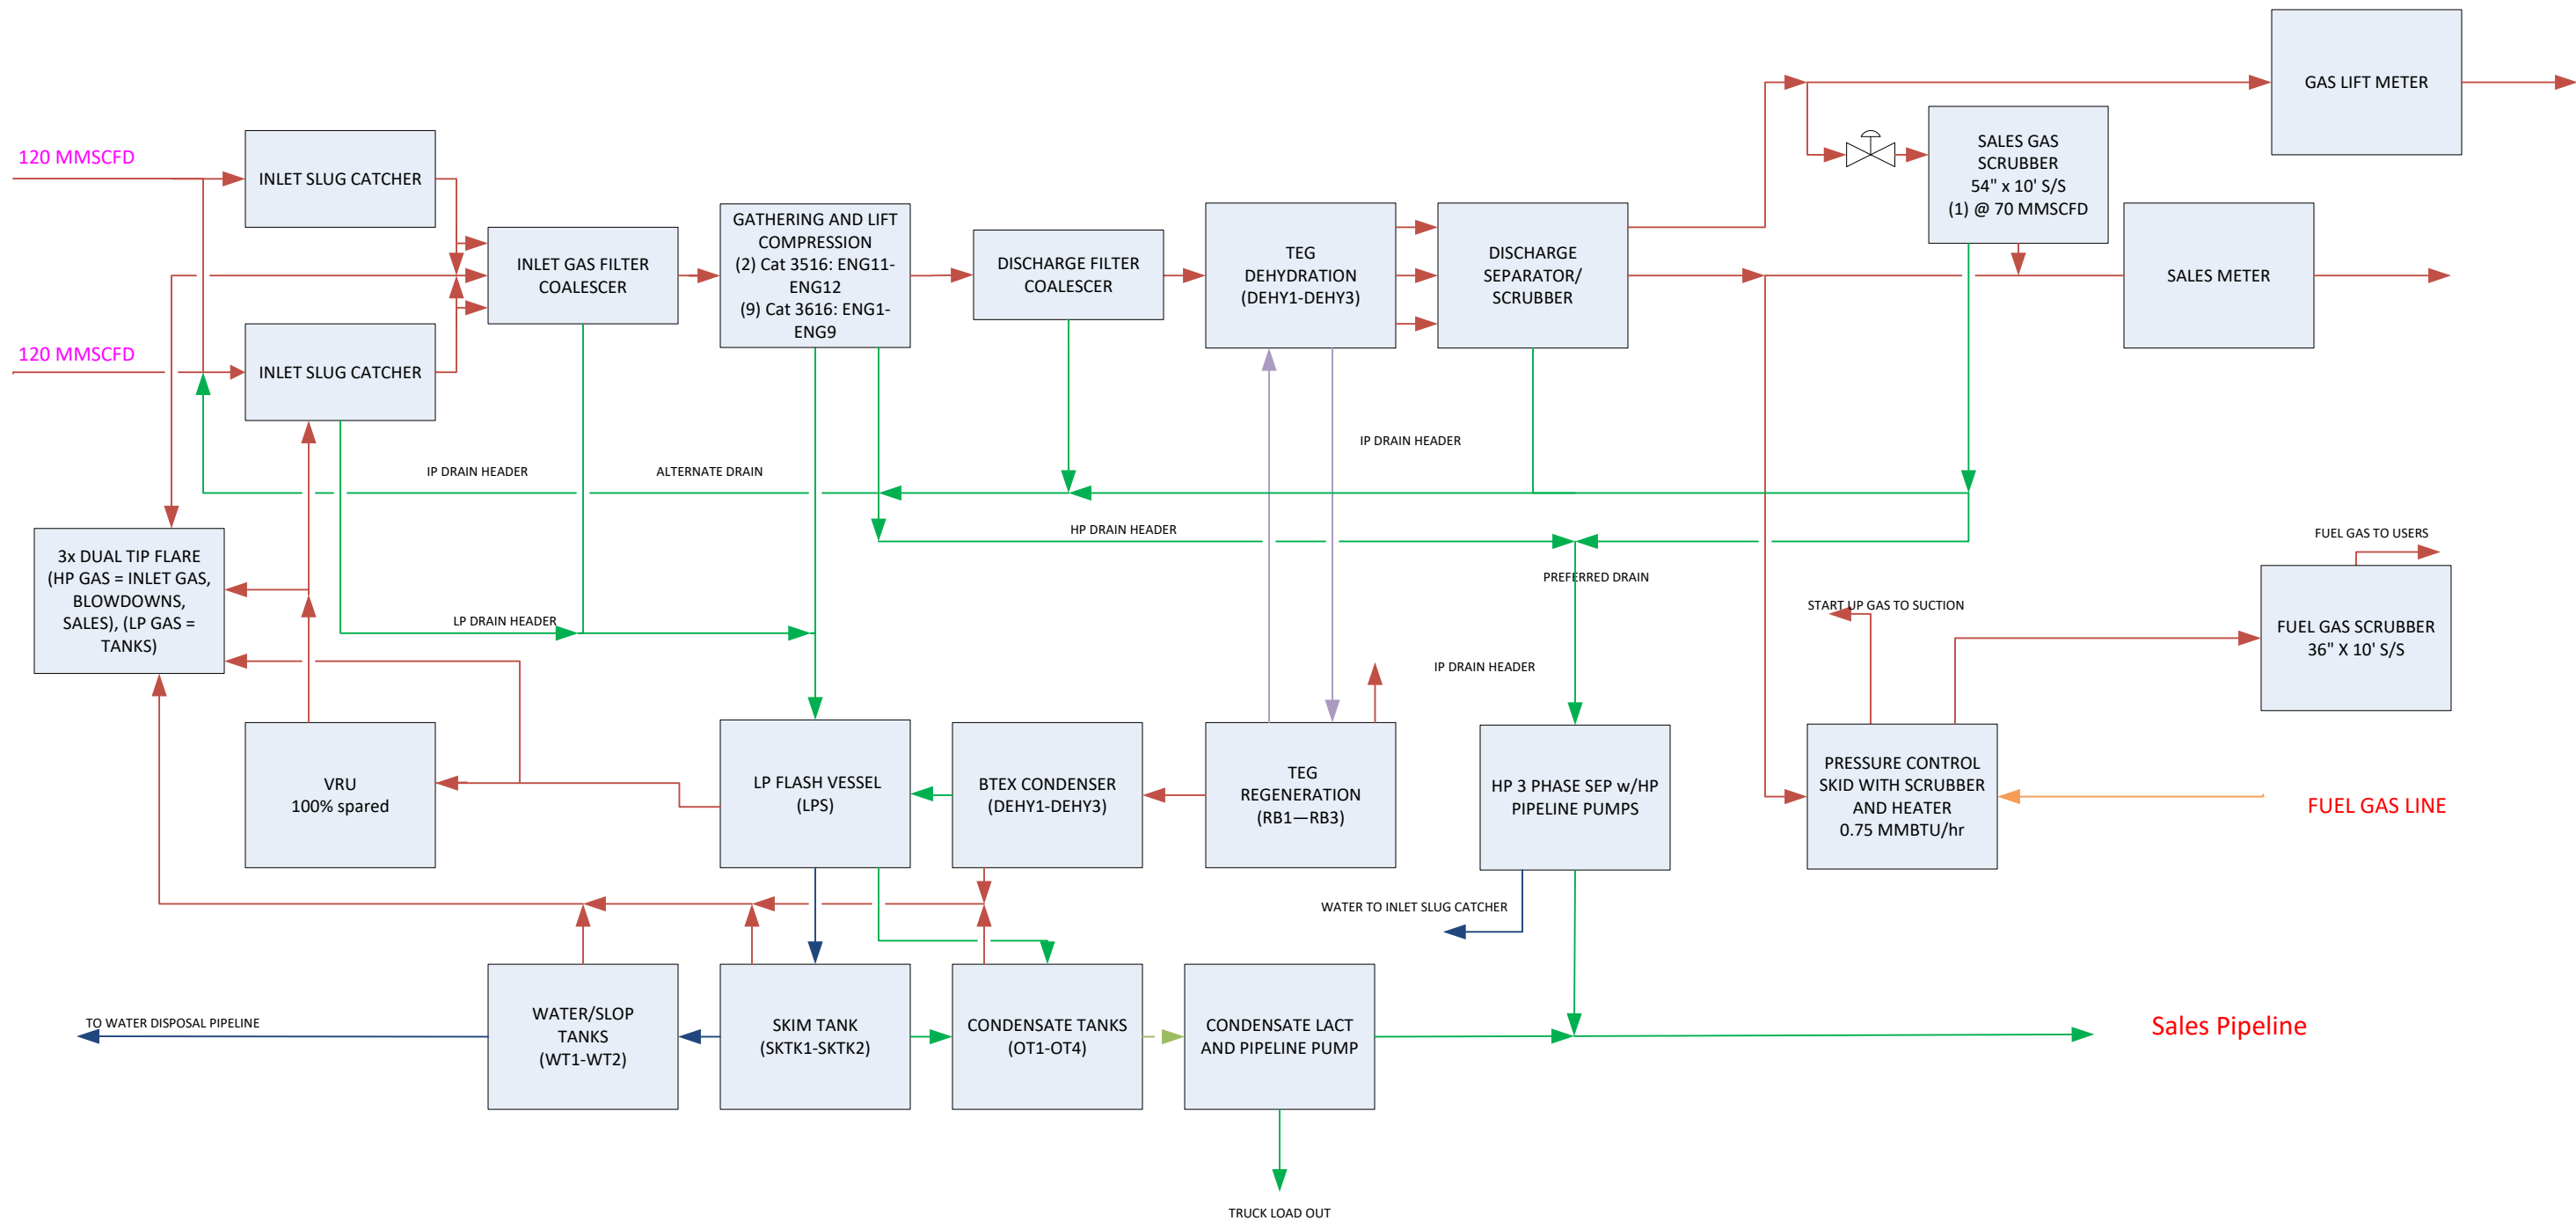 GAS LIFT METER
120 MMSCFD
INLET SLUG CATCHER
SALES GAS
SCRUBBER
54" x 10' S/S
(1) @ 70 MMSCFD
INLET GAS FILTER
COALESCER
GATHERING AND LIFT
COMPRESSION
(2) Cat 3516: ENG11-
ENG12
(9) Cat 3616: ENG1-
ENG9
DISCHARGE FILTER
COALESCER
TEG
DEHYDRATION
(DEHY1-DEHY3)
DISCHARGE
SEPARATOR/
SCRUBBER
SALES METER
120 MMSCFD
INLET SLUG CATCHER
IP DRAIN HEADER
IP DRAIN HEADER
ALTERNATE DRAIN
HP DRAIN HEADER
3x DUAL TIP FLARE
(HP GAS = INLET GAS,
BLOWDOWNS,
SALES), (LP GAS =
TANKS)
LP DRAIN HEADER
PREFERRED DRAIN
START UP GAS TO SUCTION
FUEL GAS TO USERS
FUEL GAS SCRUBBER
36" X 10' S/S
IP DRAIN HEADER
VRU
100% spared
LP FLASH VESSEL
(LPS)
BTEX CONDENSER
(DEHY1-DEHY3)
TEG
REGENERATION
(RB1—RB3)
HP 3 PHASE SEP w/HP
PIPELINE PUMPS
PRESSURE CONTROL
SKID WITH SCRUBBER
AND HEATER
0.75 MMBTU/hr
FUEL GAS LINE
WATER TO INLET SLUG CATCHER
TO WATER DISPOSAL PIPELINE
WATER/SLOP
TANKS
(WT1-WT2)
SKIM TANK
(SKTK1-SKTK2)
CONDENSATE TANKS
(OT1-OT4)
CONDENSATE LACT
AND PIPELINE PUMP
Sales Pipeline
TRUCK LOAD OUT